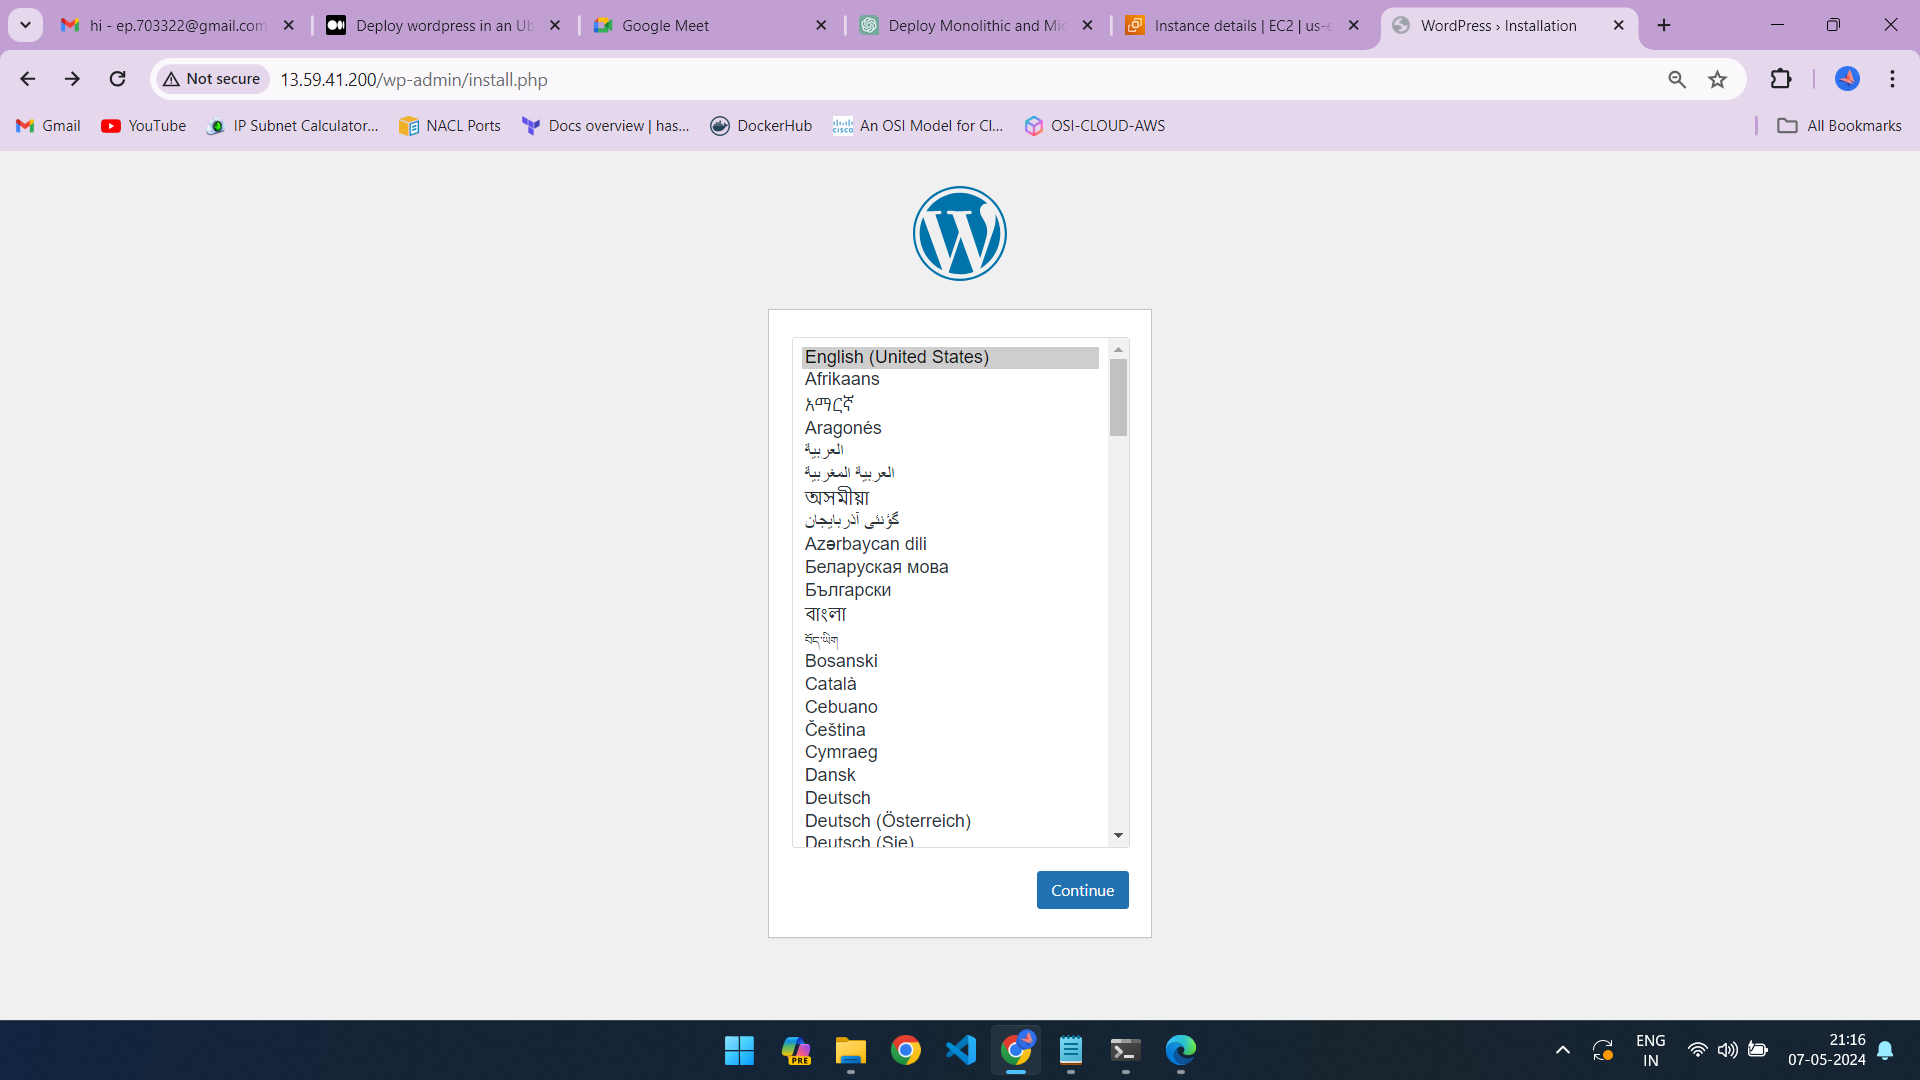 hi - ep.703322@gmail.com
Deploy wordpress in an Ub
Google Meet
Deploy Monolithic and Mic
Instance details | EC2 | us-e
WordPress › Installation
Not secure
13.59.41.200/wp-admin/install.php
Gmail
YouTube
IP Subnet Calculator...
NACL Ports
Docs overview | has...
DockerHub
An OSI Model for Cl...
OSI-CLOUD-AWS
All Bookmarks
English (United States)
Afrikaans
አማርኛ
Aragonés
العربية
العربية المغربية
অসমীয়া
گؤنئی آذربایجان
Azərbaycan dili
Беларуская мова
Български
বাংলা
བོད་ཡིག
Bosanski
Català
Cebuano
Čeština
Cymraeg
Dansk
Deutsch
Deutsch (Österreich)
Deutsch (Sie)
Continue
PRE
ENG
IN
21:16
07-05-2024